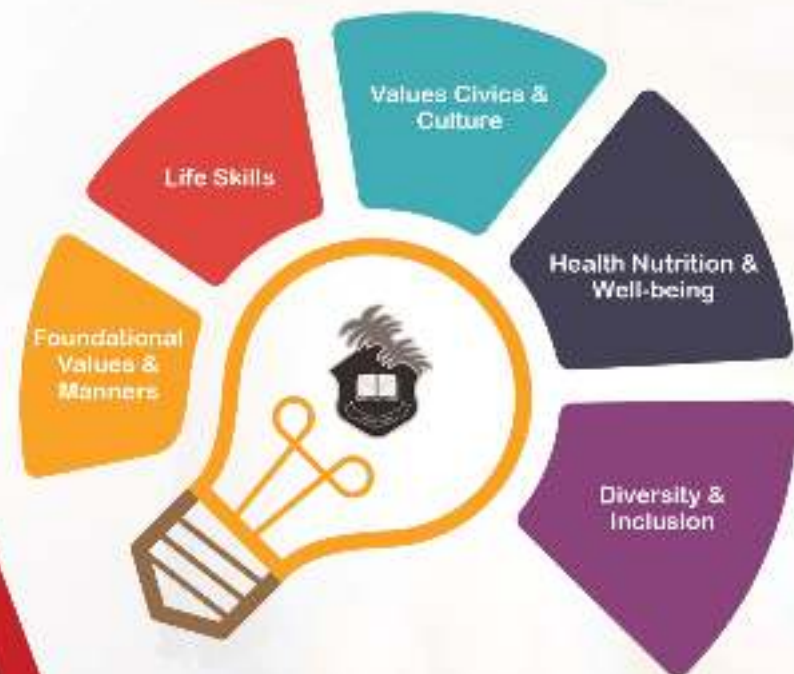 Foundational
Values &
Manners
Life Skills
Values Civics &
Culture
Health Nutrition &
Well-being
Diversity &
Inclusion